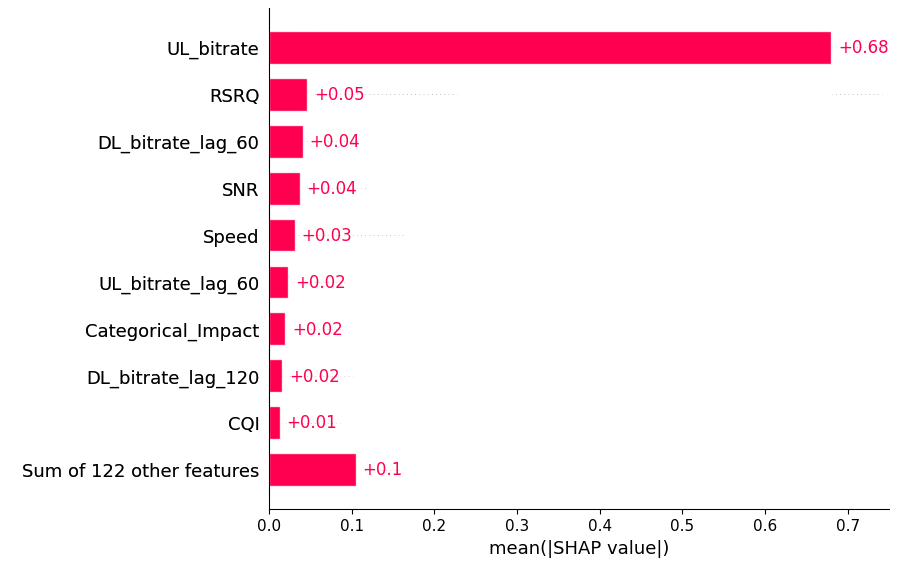 UL_bitrate +0.68
RSRQ +0.05
DL_bitrate_lag_60 +0.04
SNR +0.04
Speed +0.03
UL_bitrate_lag_60 +0.02
Categorical_Impact +0.02
DL_bitrate_lag_120 +0.02
CQI +0.01
Sum of 122 other features +0.1
0.0 0.1 0.2 0.3 0.4 0.5 0.6 0.7
mean(|SHAP value|)